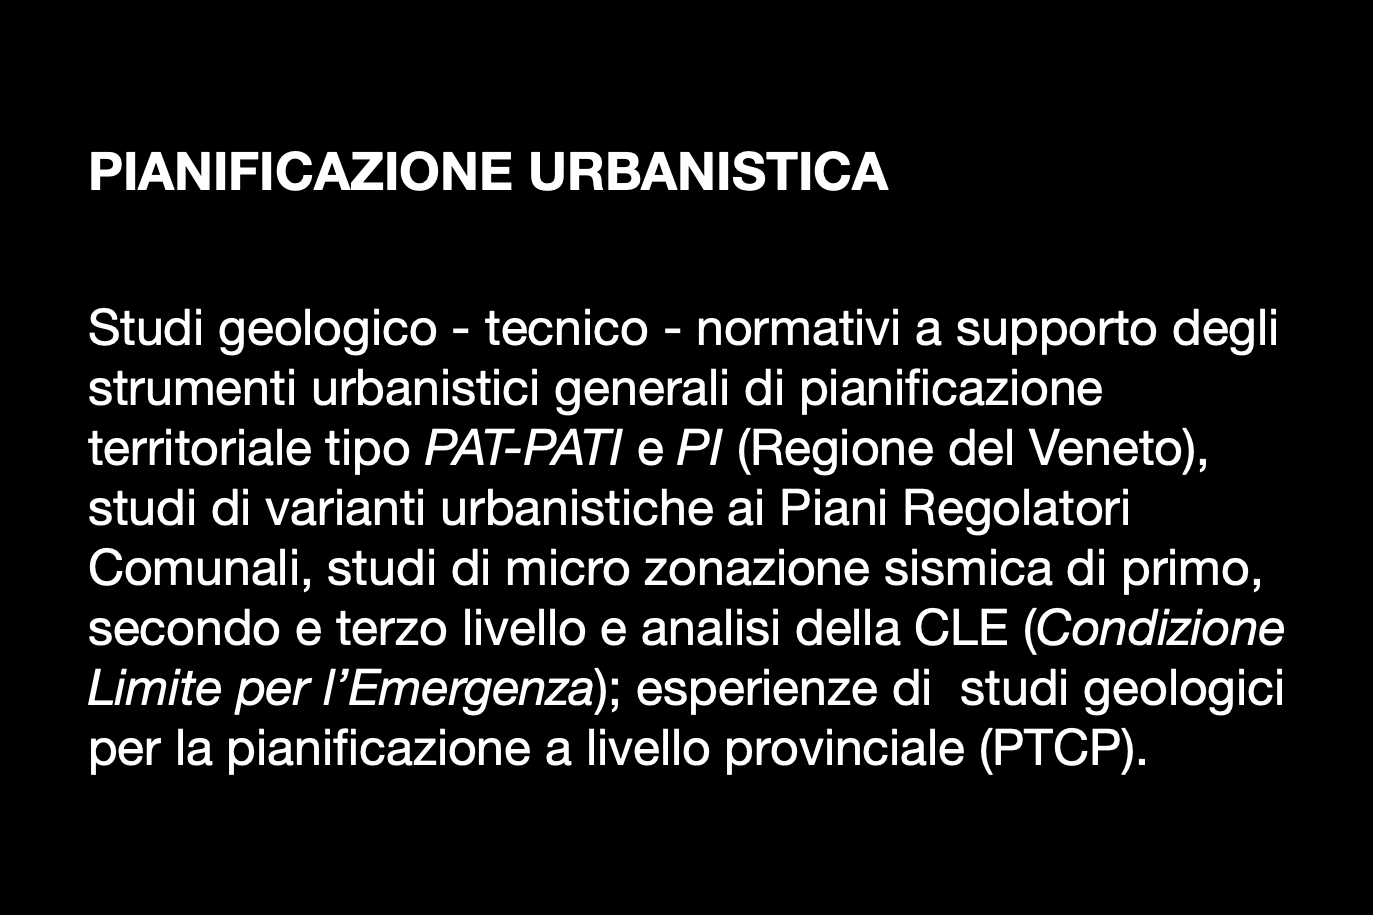 PIANIFICAZIONE URBANISTICA
Studi geologico - tecnico - normativi a supporto degli
strumenti urbanistici generali di pianificazione
territoriale tipo PAT-PATI e PI (Regione del Veneto),
studi di varianti urbanistiche ai Piani Regolatori
Comunali, studi di micro zonazione sismica di primo,
secondo e terzo livello e analisi della CLE (Condizione
Limite per l’Emergenza); esperienze di  studi geologici
per la pianificazione a livello provinciale (PTCP).